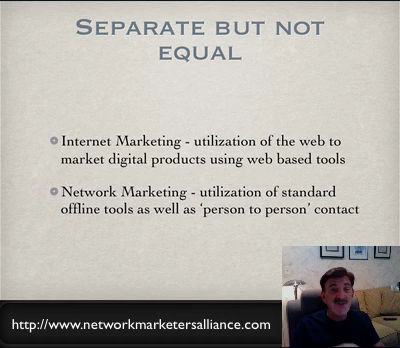 SEPARATE BUT NOT
EQUAL
Internet Marketing - utilization of the web to
market digital products using web based tools
Network Marketing - utilization of standard
offline tools as well as ‘person to person’ contact
http://www.networkmarketersalliance.com